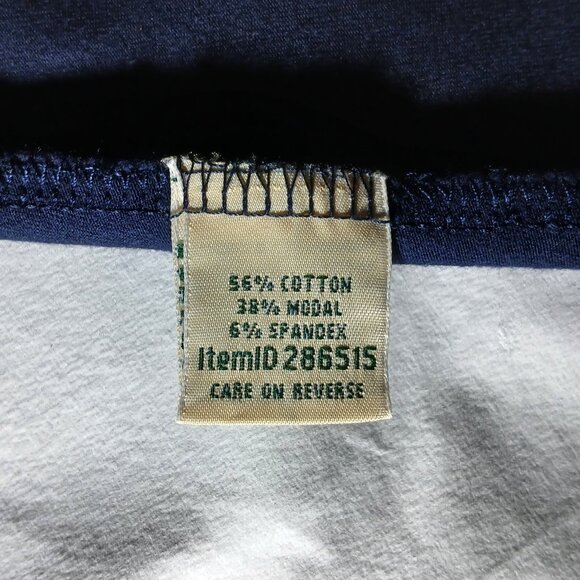 56% COTTON
38% MODAL
6% SPANDEX
ItemID 286515
CARE ON REVERSE